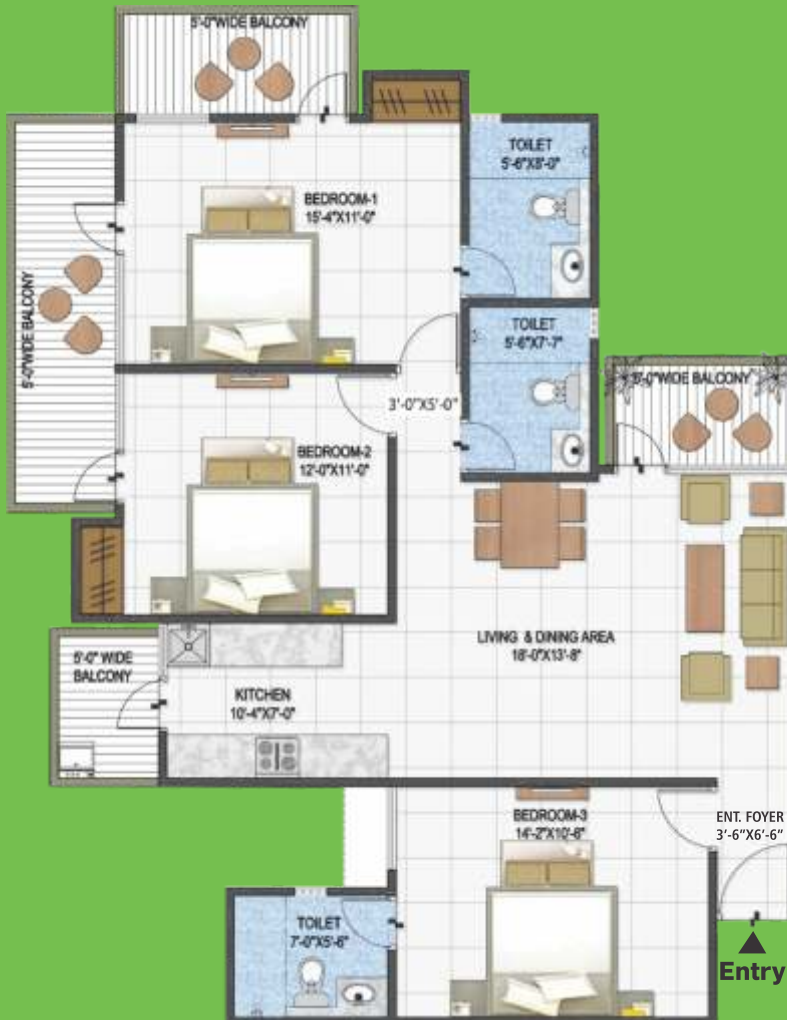 5'-0"WIDE BALCONY
TOILET
5'-6"X8'-0"
BEDROOM-1
15'-4"X11'-0"
5'-0"WIDE BALCONY
TOILET
5'-6"X7'-7"
5'-0"WIDE BALCONY
3'-0"X5'-0"
BEDROOM-2
12'-0"X11'-0"
LIVING & DINING AREA
18'-0"X13'-8"
5'-0" WIDE
BALCONY
KITCHEN
10'-4"X7'-0"
BEDROOM-3
14'-2"X10'-6"
ENT. FOYER
3'-6"X6'-6"
TOILET
7'-0"X5'-6"
Entry